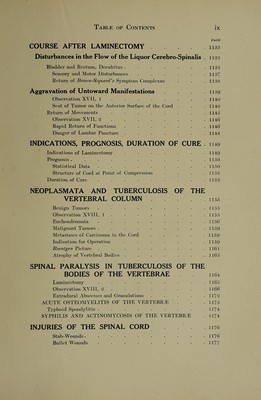 TABLE OF CONTENTS ix
PAGE
COURSE AFTER LAMINECTOMY . . . 1133
Disturbances in the Flow of the Liquor Cerebro-Spinalis . 1133
Bladder and Rectum, Decubitus . . . 1136
Sensory and Motor Disturbances . . . 1137
Return of Brown-Sequard's Symptom Complexus . . . 1138
Aggravation of Untoward Manifestations . . . 1138
Observation XVII, 1 . . . 1140
Seat of Tumor on the Anterior Surface of the Cord . . . 1140
Return of Movements . . . 1145
Observation XVII, 2 . . . 1146
Rapid Return of Functions . . . 1146
Danger of Lumbar Puncture . . . 1148
INDICATIONS, PROGNOSIS, DURATION OF CURE . 1149
Indications of Laminectomy . . . 1149
Prognosis . . . 1150
Statistical Data . . . 1150
Structure of Cord at Point of Compression . . . 1151
Duration of Cure
NEOPLASMATA AND TUBERCULOSIS OF THE
VERTEBRAL COLUMN . . . 1155
Benign Tumors . . . 1155
Observation XVIII, 1 . . . 1155
Enchondromata . . . 1156
Malignant Tumors . . . 1158
Metastases of Carcinoma in the Cord . . . 1159
Indication for Operation . . . 1159
Rœntgen Picture . . . 1161
Atrophy of Vertebral Bodies . . . 1163
SPINAL PARALYSIS IN TUBERCULOSIS OF THE
BODIES OF THE VERTEBRAE . . . 1164
Laminectomy . . . 1165
Observation XVIII, 2 . . . 1166
Extradural Abscesses and Granulations . . . 1170
ACUTE OSTEOMYELITIS OF THE VERTEBRÆ . . . 1173
Typhoid Spondylitis . . . 1174
SYPHILIS AND ACTINOMYCOSIS OF THE VERTEBRÆ . 1174
INJURIES OF THE SPINAL CORD . . . 1176
Stab-Wounds . . . 1176
Bullet Wounds . . . 1177